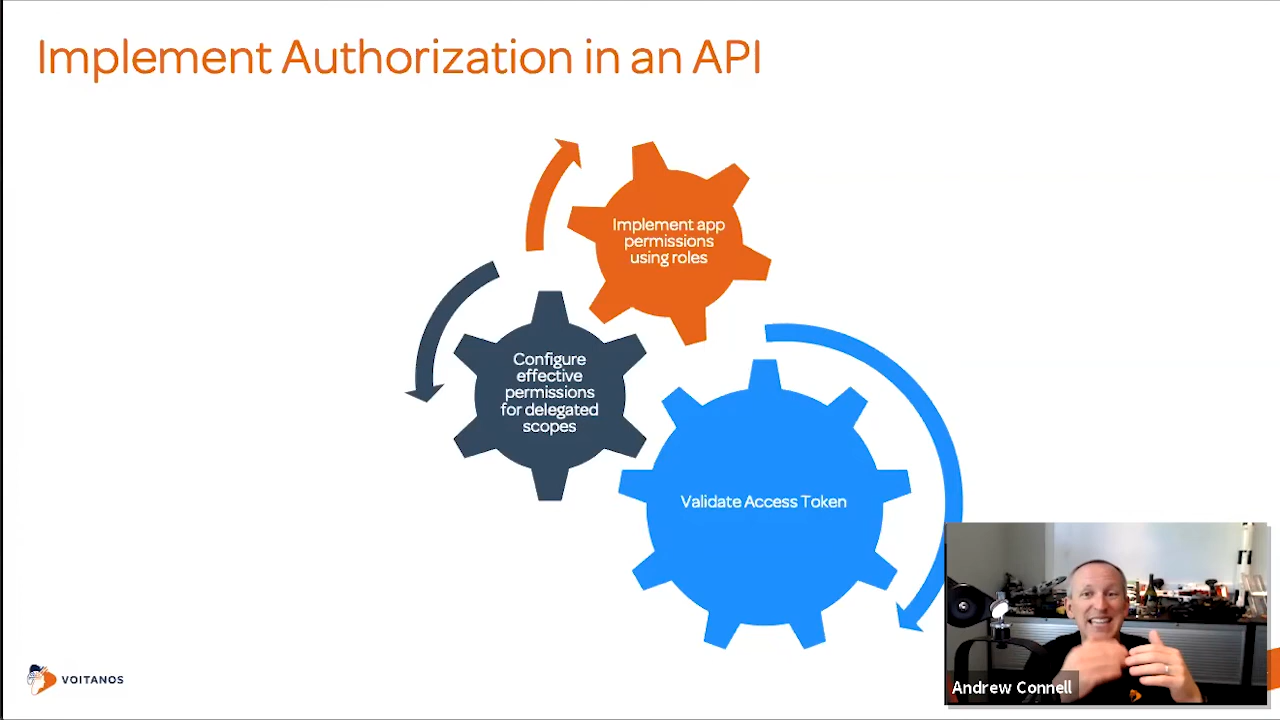 Implement Authorization in an API
Implement app
permissions
using roles
Configure
effective
permissions
for delegated
scopes
Validate Access Token
VOITANOS
Andrew Connell